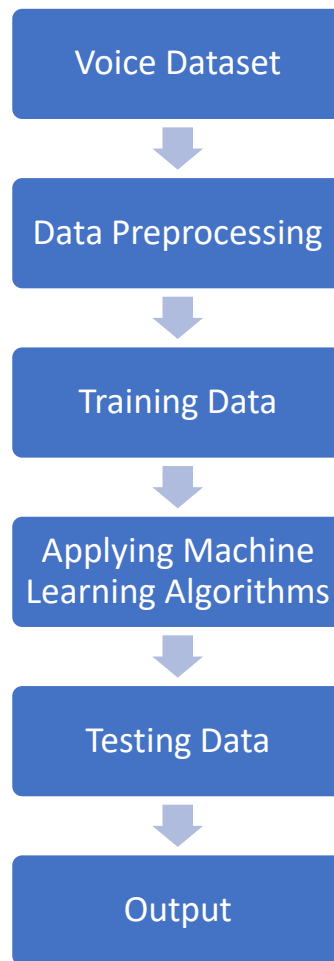 Voice Dataset
Data Preprocessing
Training Data
Applying Machine
Learning Algorithms
Testing Data
Output